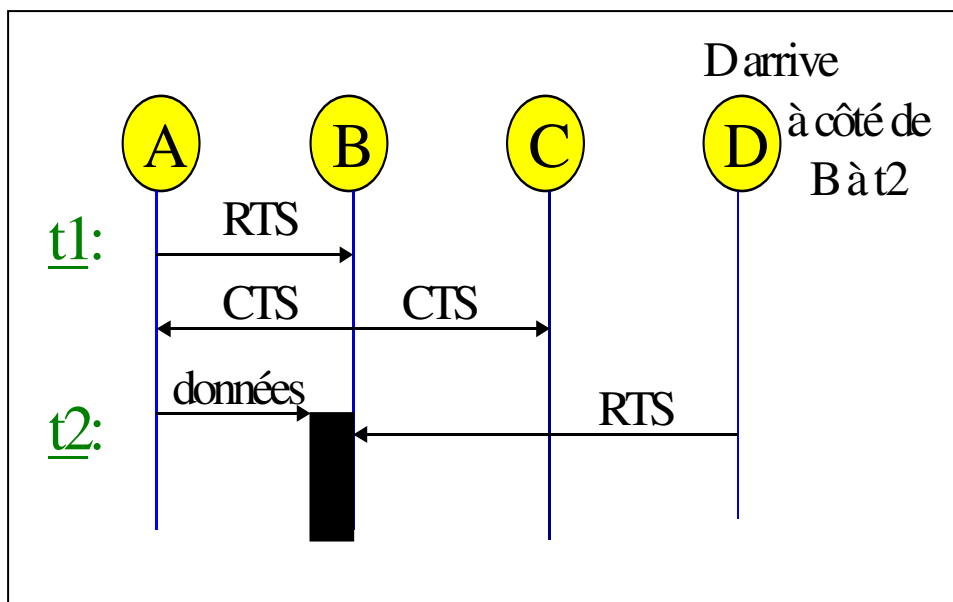 D arrive
à côté de
B à t2
A B C D
t1:
RTS
CTS CTS
données
t2:
RTS